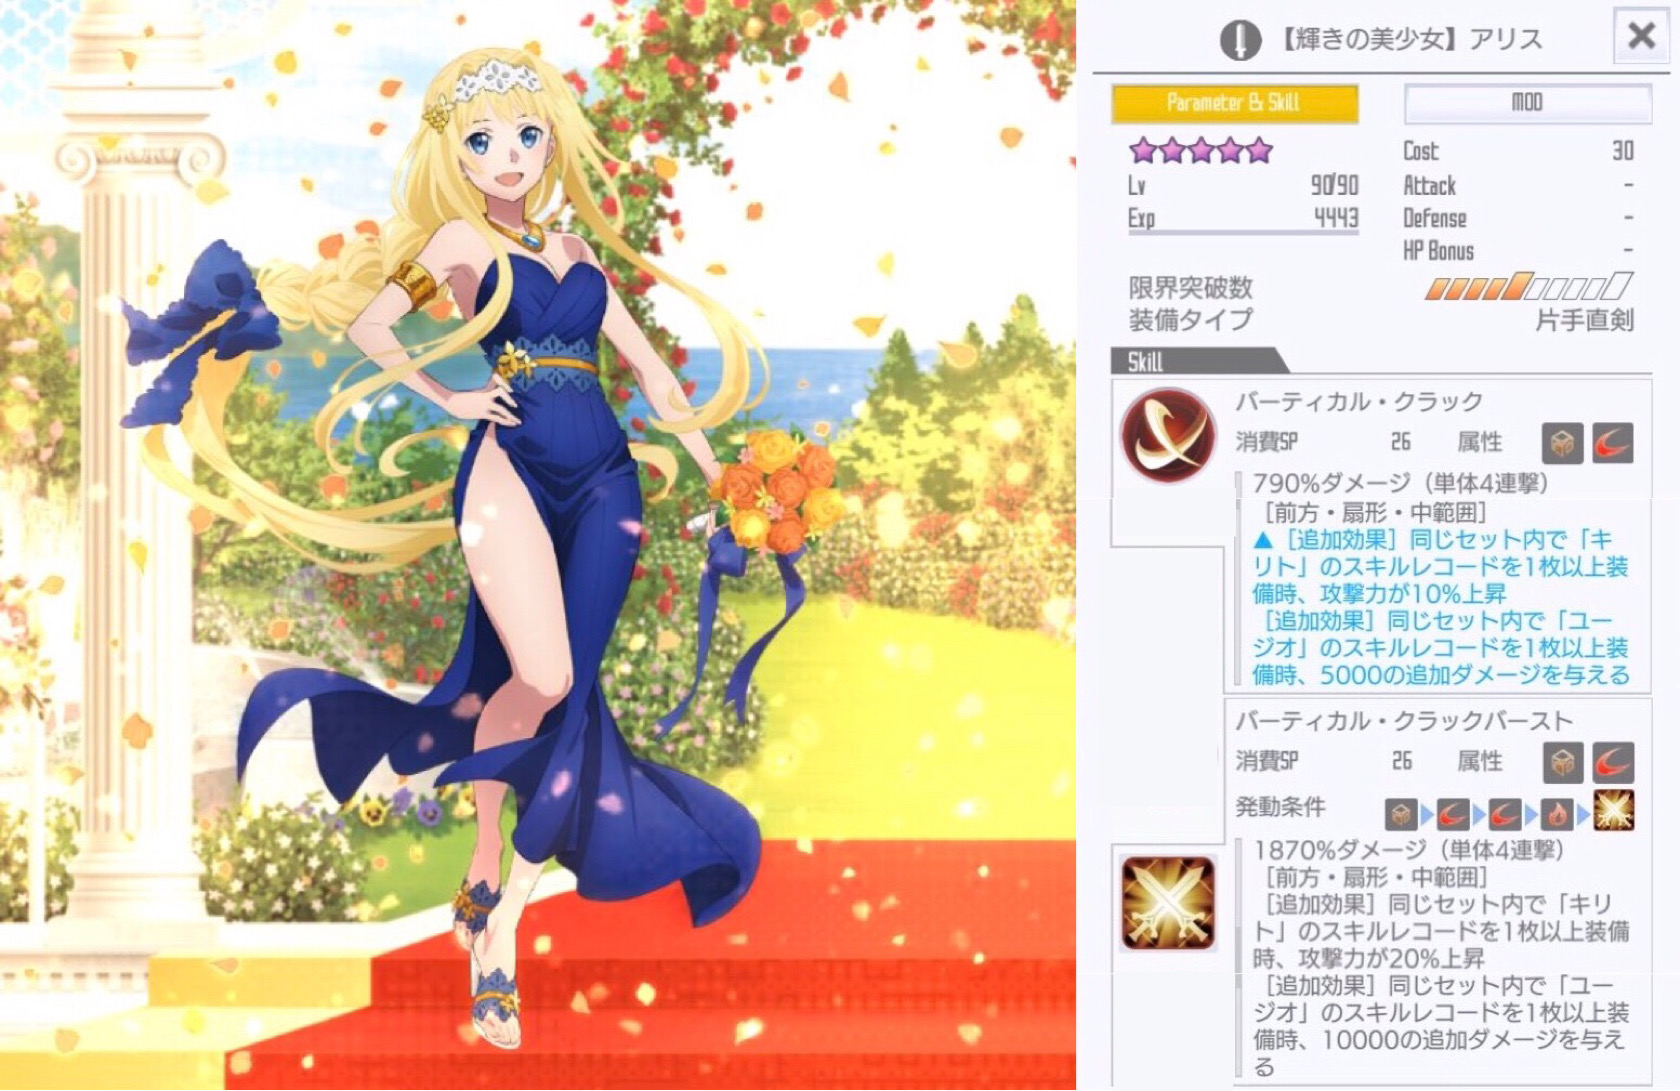 【輝きの美少女】アリス
Parameter & Skill
MOD
Lv 90/90
Exp 4443
Cost 30
Attack -
Defense -
HP Bonus -
限界突破数
装備タイプ 片手直剣
Skill
バーティカル・クラック
消費SP 26 属性
790%ダメージ（単体4連撃）
［前方・扇形・中範囲］
▲［追加効果］同じセット内で「キ
リト」のスキルレコードを1枚以上装
備時、攻撃力が10%上昇
［追加効果］同じセット内で「ユー
ジオ」のスキルレコードを1枚以上装
備時、5000の追加ダメージを与える
バーティカル・クラックバースト
消費SP 26 属性
発動条件
1870%ダメージ（単体4連撃）
［前方・扇形・中範囲］
［追加効果］同じセット内で「キリ
ト」のスキルレコードを1枚以上装備
時、攻撃力が20%上昇
［追加効果］同じセット内で「ユー
ジオ」のスキルレコードを1枚以上装
備時、10000の追加ダメージを与え
る